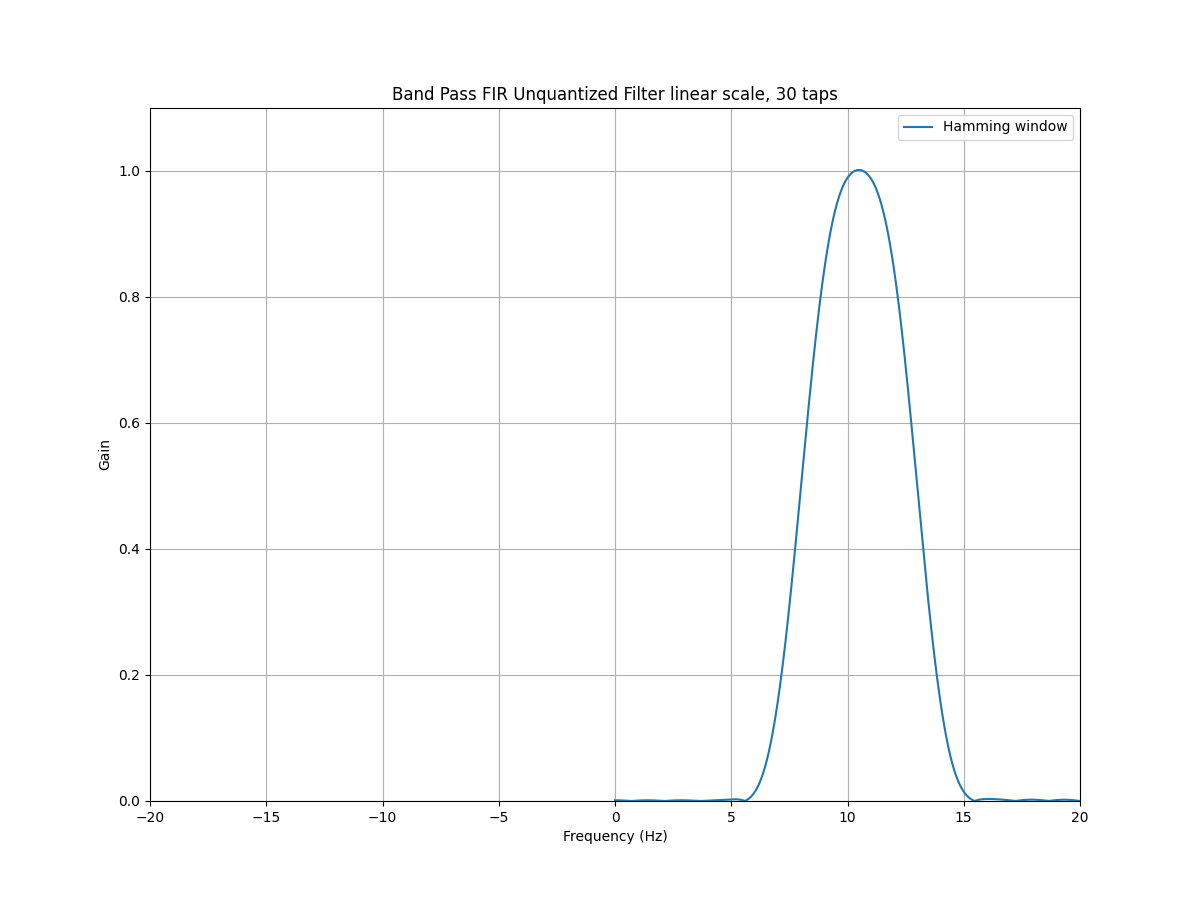 Band Pass FIR Unquantized Filter linear scale, 30 taps
Hamming window
1.0
0.8
0.6
0.4
0.2
0.0
Gain
−20 −15 −10 −5 0 5 10 15 20
Frequency (Hz)